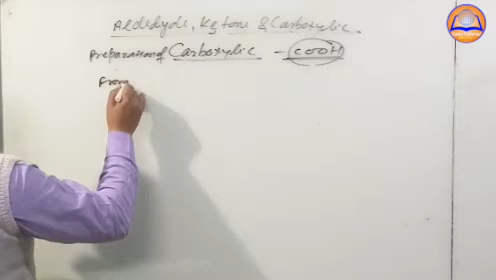 Aldehyde, Ketone & Carboxylic.
Preparation of Carboxylic - COOH
From